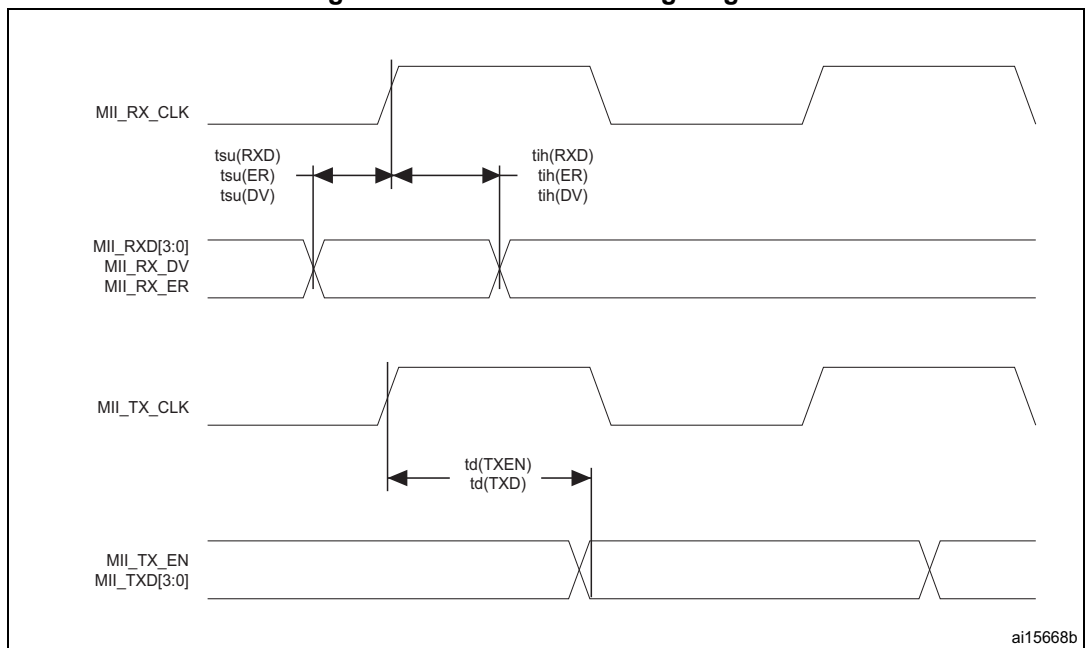 MII_RX_CLK
tsu(RXD)
tsu(ER)
tsu(DV)
tih(RXD)
tih(ER)
tih(DV)
MII_RXD[3:0]
MII_RX_DV
MII_RX_ER
MII_TX_CLK
td(TXEN)
td(TXD)
MII_TX_EN
MII_TXD[3:0]
ai15668b